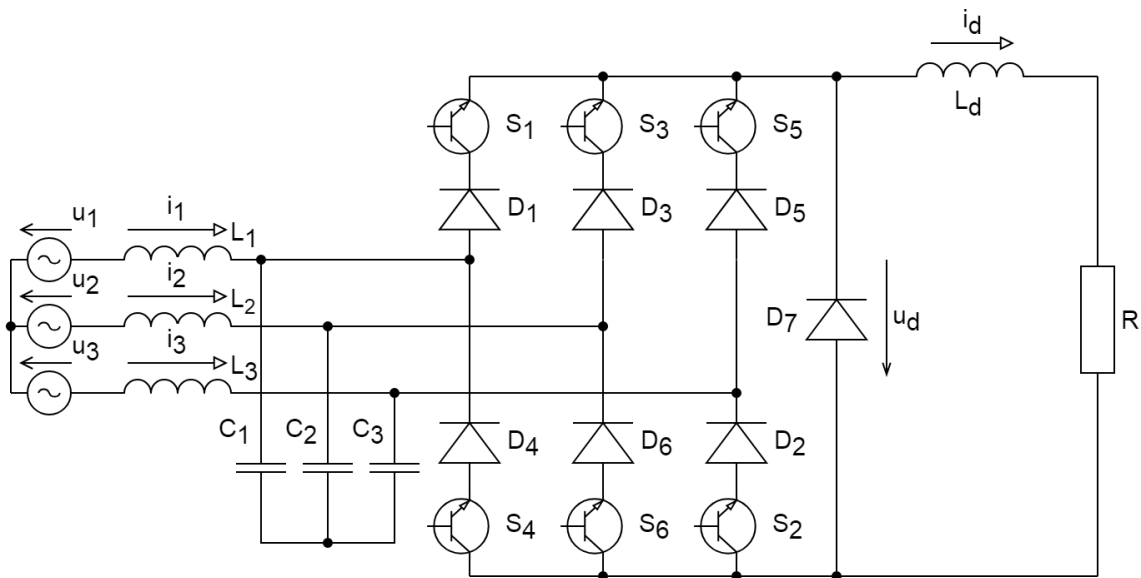 i_d
L_d
S_1 S_3 S_5
D_1 D_3 D_5
u_1 i_1 L_1
u_2 i_2 L_2
u_3 i_3 L_3
D_7 u_d R
C_1 C_2 C_3 D_4 D_6 D_2
S_4 S_6 S_2